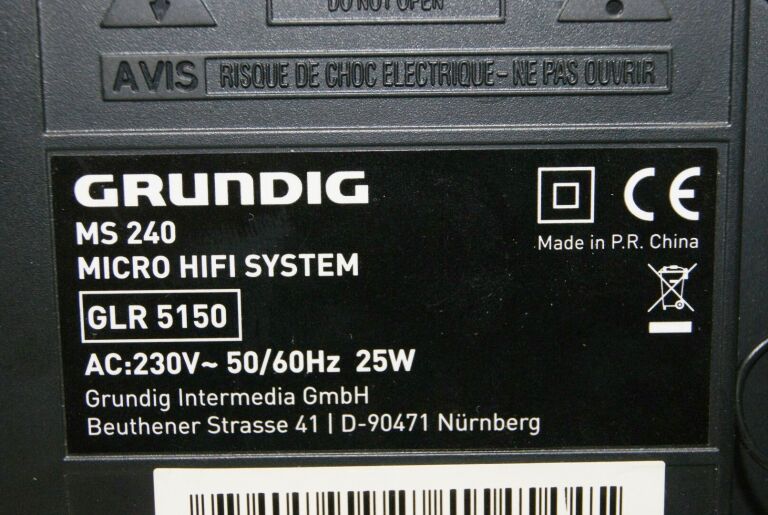 DO NOT OPEN
AVIS RISQUE DE CHOC ELECTRIQUE-NE PAS OUVRIR
GRUNDIG
MS 240
MICRO HIFI SYSTEM
GLR 5150
AC:230V~ 50/60Hz 25W
Grundig Intermedia GmbH
Beuthener Strasse 41 | D-90471 Nürnberg
CE
Made in P.R. China